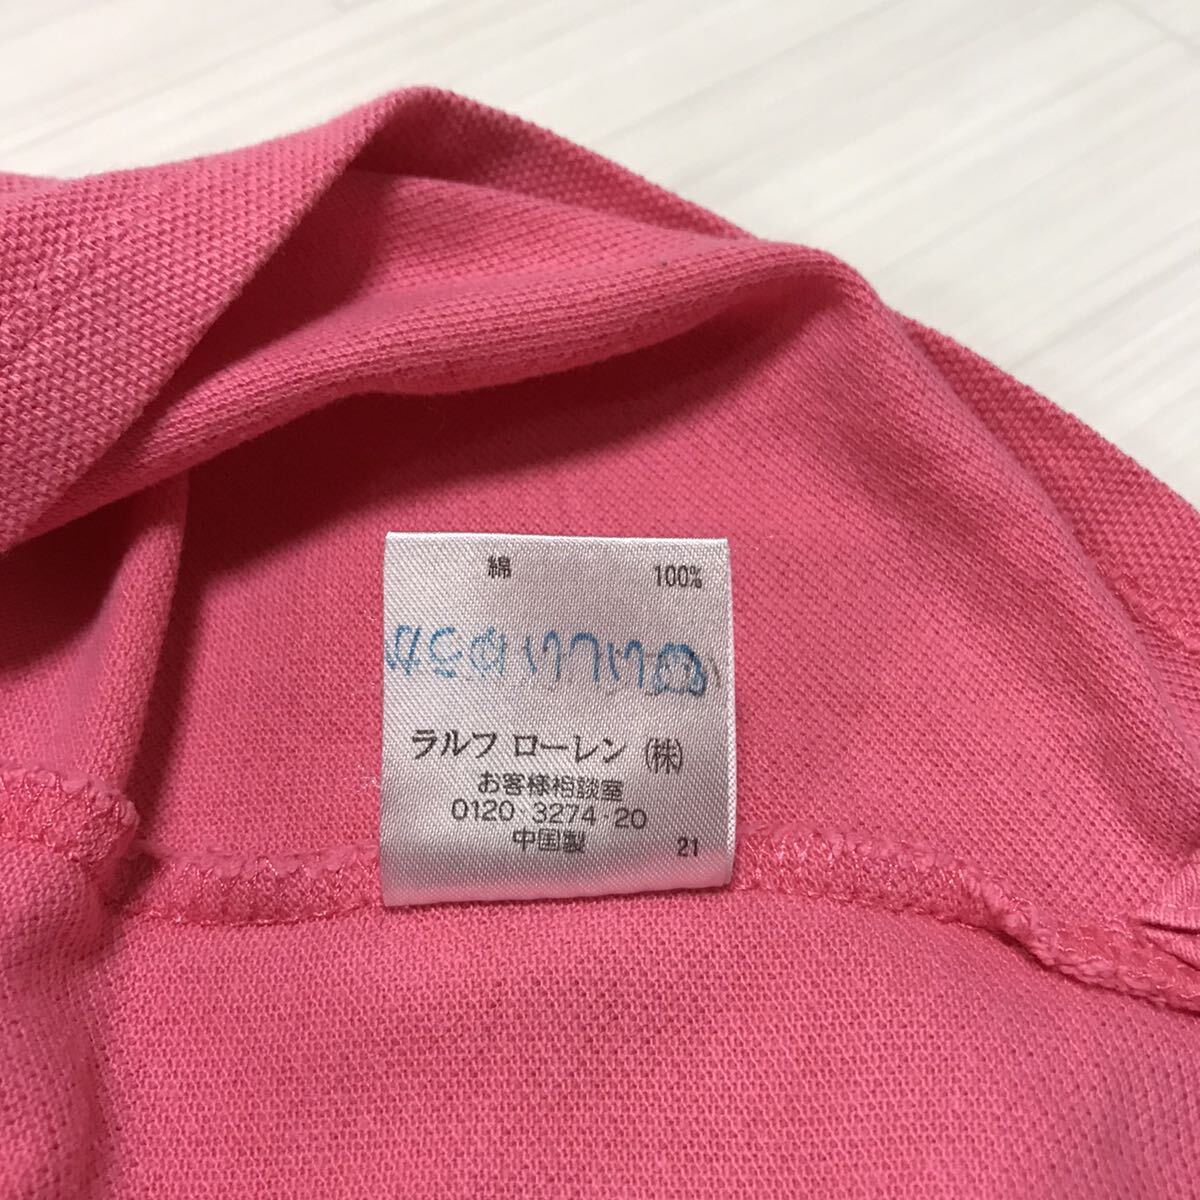 綿 100%
ラルフ ローレン (株)
お客様相談室
0120・3274・20
中国製 21